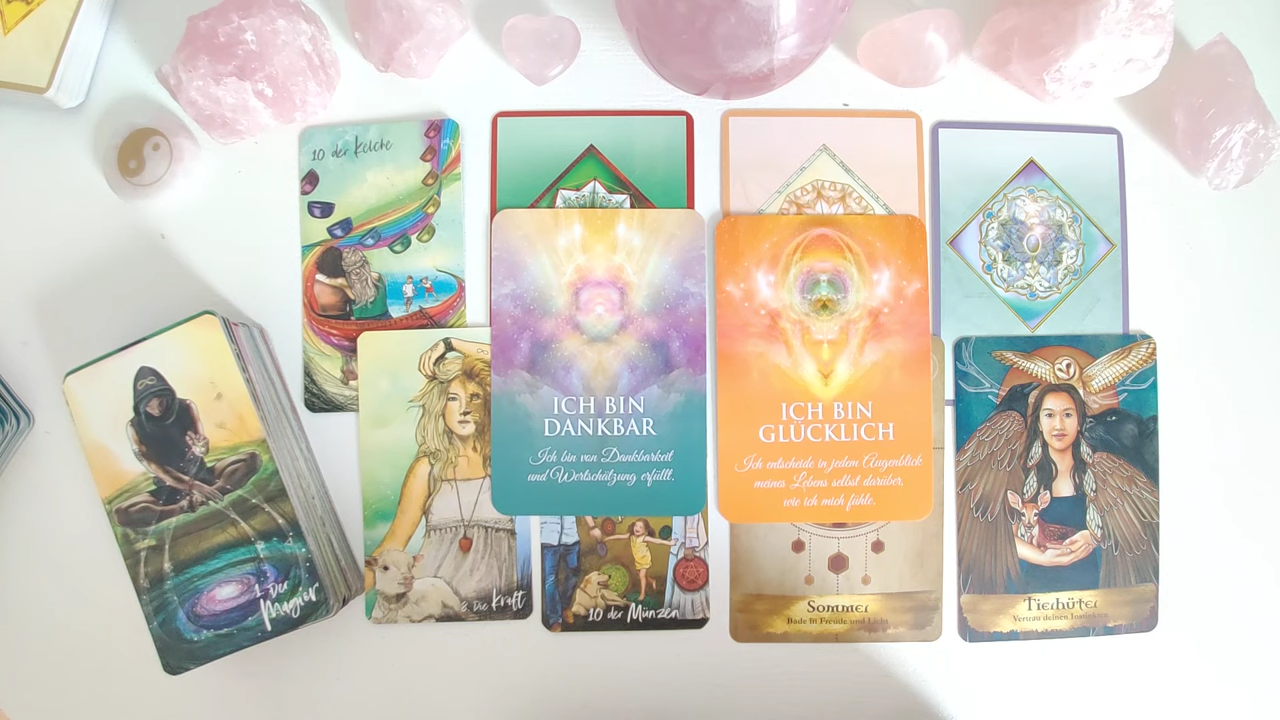 10 der Kelche
ICH BIN
DANKBAR
Ich bin von Dankbarkeit
und Wertschätzung erfüllt.
ICH BIN
GLÜCKLICH
Ich entscheide in jedem Augenblick
meines Lebens selbst darüber,
wie ich mich fühle.
1. Der
Magier
8. Die Kraft
10 der Münzen
Sommer
Bade in Freude und Licht
Tierhüter
Vertrau deinen Instinkten